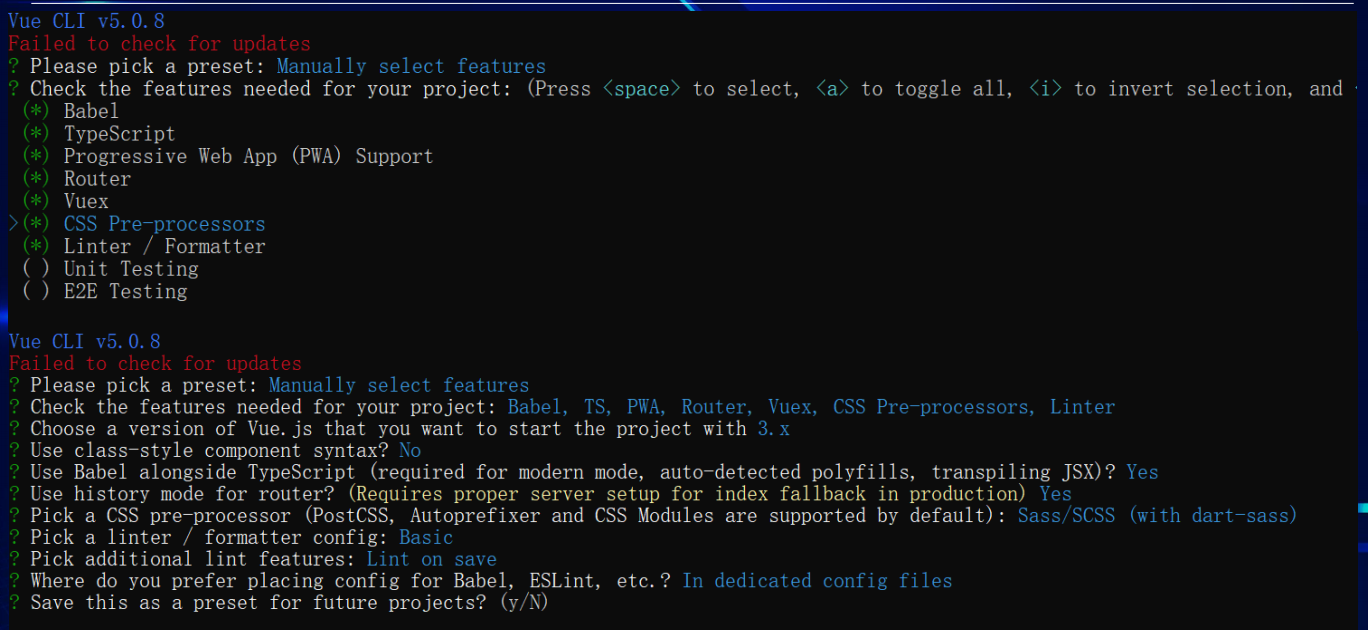 Vue CLI v5.0.8
Failed to check for updates
? Please pick a preset: Manually select features
? Check the features needed for your project: (Press <space> to select, <a> to toggle all, <i> to invert selection, and
(*) Babel
(*) TypeScript
(*) Progressive Web App (PWA) Support
(*) Router
(*) Vuex
>(*) CSS Pre-processors
(*) Linter / Formatter
( ) Unit Testing
( ) E2E Testing
Vue CLI v5.0.8
Failed to check for updates
? Please pick a preset: Manually select features
? Check the features needed for your project: Babel, TS, PWA, Router, Vuex, CSS Pre-processors, Linter
? Choose a version of Vue.js that you want to start the project with 3.x
? Use class-style component syntax? No
? Use Babel alongside TypeScript (required for modern mode, auto-detected polyfills, transpiling JSX)? Yes
? Use history mode for router? (Requires proper server setup for index fallback in production) Yes
? Pick a CSS pre-processor (PostCSS, Autoprefixer and CSS Modules are supported by default): Sass/SCSS (with dart-sass)
? Pick a linter / formatter config: Basic
? Pick additional lint features: Lint on save
? Where do you prefer placing config for Babel, ESLint, etc.? In dedicated config files
? Save this as a preset for future projects? (y/N)